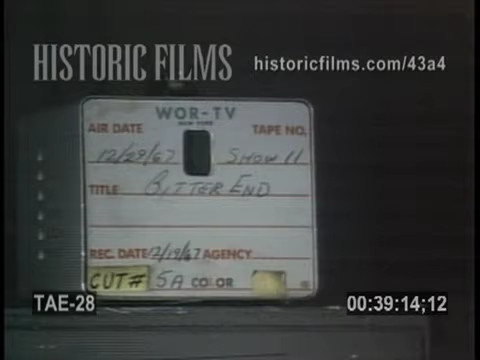 HISTORIC FILMS
historicfilms.com/43a4
WOR-TV
NEW YORK
AIR DATE TAPE NO.
12/29/67 SHOW 11
TITLE BITTER END
REC. DATE 12/19/67 AGENCY
CUT# 5A COLOR
TAE-28
00:39:14;12